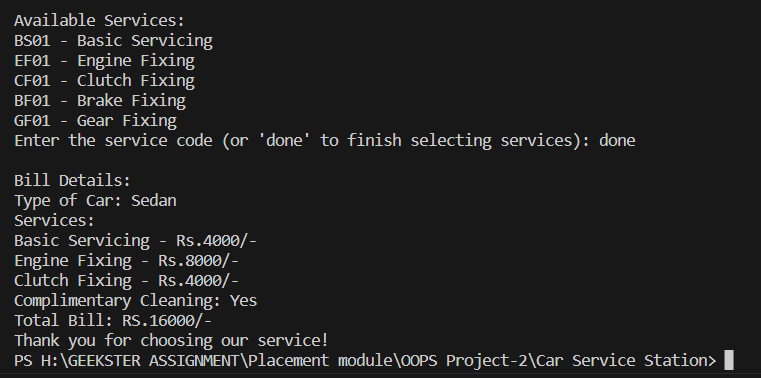 Available Services:
BS01 - Basic Servicing
EF01 - Engine Fixing
CF01 - Clutch Fixing
BF01 - Brake Fixing
GF01 - Gear Fixing
Enter the service code (or 'done' to finish selecting services): done
Bill Details:
Type of Car: Sedan
Services:
Basic Servicing - Rs.4000/-
Engine Fixing - Rs.8000/-
Clutch Fixing - Rs.4000/-
Complimentary Cleaning: Yes
Total Bill: RS.16000/-
Thank you for choosing our service!
PS H:\GEEKSTER ASSIGNMENT\Placement module\OOPS Project-2\Car Service Station>